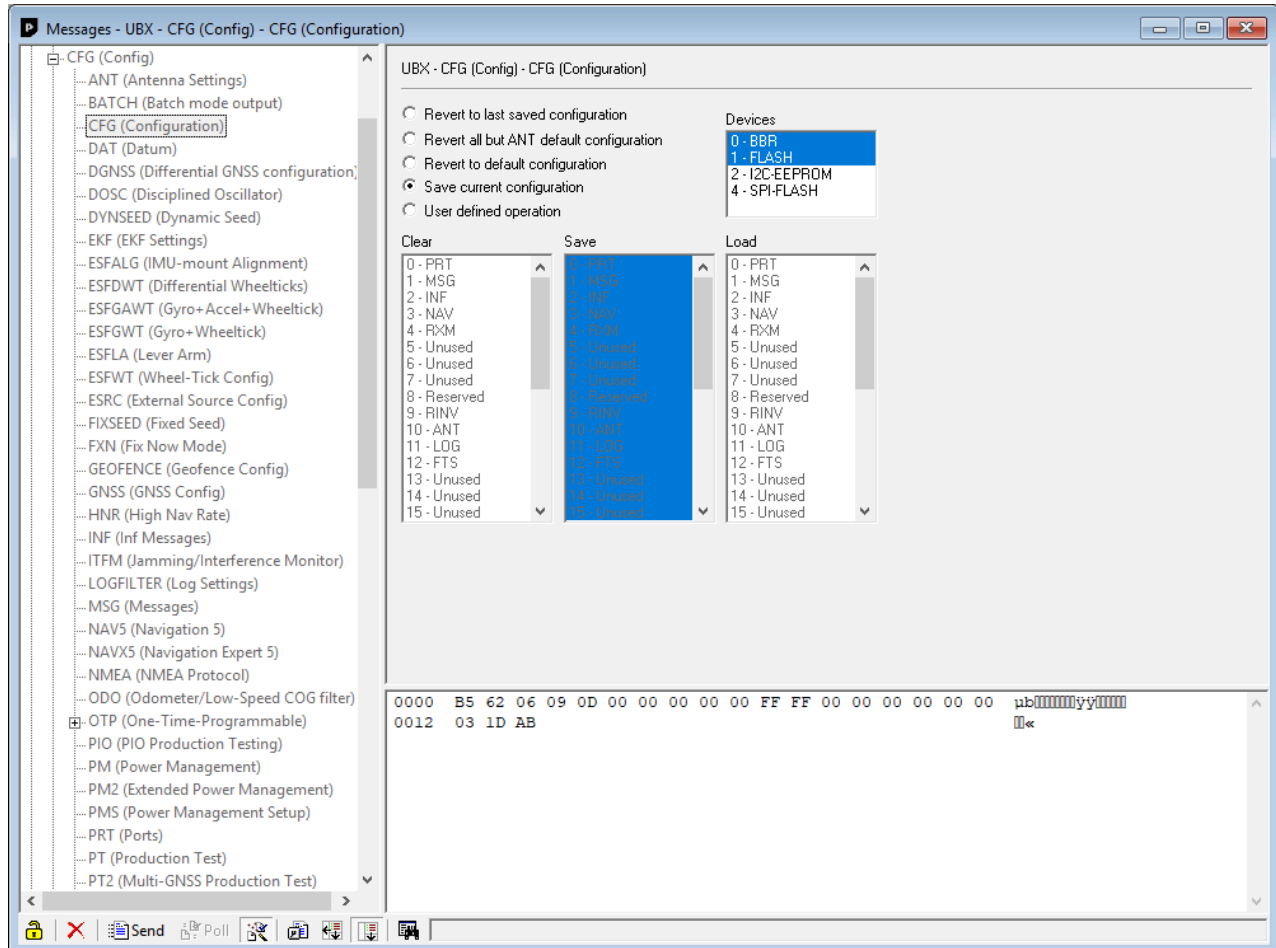 Messages - UBX - CFG (Config) - CFG (Configuration)
CFG (Config)
ANT (Antenna Settings)
BATCH (Batch mode output)
CFG (Configuration)
DAT (Datum)
DGNSS (Differential GNSS configuration)
DOSC (Disciplined Oscillator)
DYNSEED (Dynamic Seed)
EKF (EKF Settings)
ESFALG (IMU-mount Alignment)
ESFDWT (Differential Wheelticks)
ESFGAWT (Gyro+Accel+Wheeltick)
ESFGWT (Gyro+Wheeltick)
ESFLA (Lever Arm)
ESFWT (Wheel-Tick Config)
ESRC (External Source Config)
FIXSEED (Fixed Seed)
FXN (Fix Now Mode)
GEOFENCE (Geofence Config)
GNSS (GNSS Config)
HNR (High Nav Rate)
INF (Inf Messages)
ITFM (Jamming/Interference Monitor)
LOGFILTER (Log Settings)
MSG (Messages)
NAV5 (Navigation 5)
NAVX5 (Navigation Expert 5)
NMEA (NMEA Protocol)
ODO (Odometer/Low-Speed COG filter)
OTP (One-Time-Programmable)
PIO (PIO Production Testing)
PM (Power Management)
PM2 (Extended Power Management)
PMS (Power Management Setup)
PRT (Ports)
PT (Production Test)
PT2 (Multi-GNSS Production Test)
UBX - CFG (Config) - CFG (Configuration)
Revert to last saved configuration
Revert all but ANT default configuration
Revert to default configuration
Save current configuration
User defined operation
Devices
0 - BBR
1 - FLASH
2 - I2C-EEPROM
4 - SPI-FLASH
Clear
0 - PRT
1 - MSG
2 - INF
3 - NAV
4 - RXM
5 - Unused
6 - Unused
7 - Unused
8 - Reserved
9 - RINV
10 - ANT
11 - LOG
12 - FTS
13 - Unused
14 - Unused
15 - Unused
Save
0 - PRT
1 - MSG
2 - INF
3 - NAV
4 - RXM
5 - Unused
6 - Unused
7 - Unused
8 - Reserved
9 - RINV
10 - ANT
11 - LOG
12 - FTS
13 - Unused
14 - Unused
15 - Unused
Load
0 - PRT
1 - MSG
2 - INF
3 - NAV
4 - RXM
5 - Unused
6 - Unused
7 - Unused
8 - Reserved
9 - RINV
10 - ANT
11 - LOG
12 - FTS
13 - Unused
14 - Unused
15 - Unused
0000 B5 62 06 09 0D 00 00 00 00 00 FF FF 00 00 00 00 00 00 µb▯▯▯▯▯▯▯▯ÿÿ▯▯▯▯▯▯
0012 03 1D AB ▯▯«
Send Poll